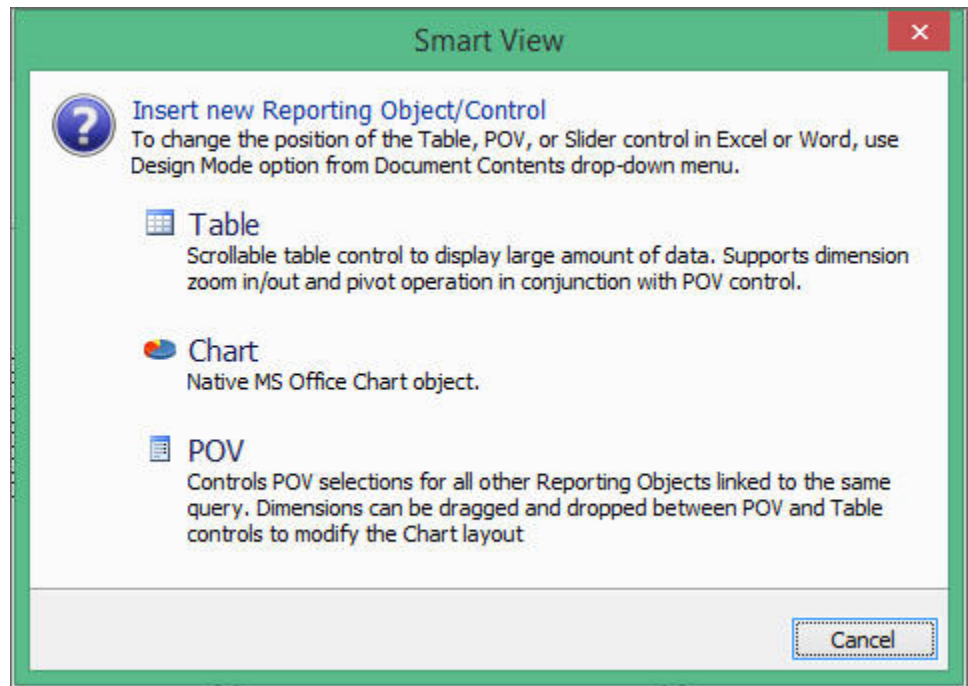 Smart View
Insert new Reporting Object/Control
To change the position of the Table, POV, or Slider control in Excel or Word, use
Design Mode option from Document Contents drop-down menu.
Table
Scrollable table control to display large amount of data. Supports dimension
zoom in/out and pivot operation in conjunction with POV control.
Chart
Native MS Office Chart object.
POV
Controls POV selections for all other Reporting Objects linked to the same
query. Dimensions can be dragged and dropped between POV and Table
controls to modify the Chart layout
Cancel